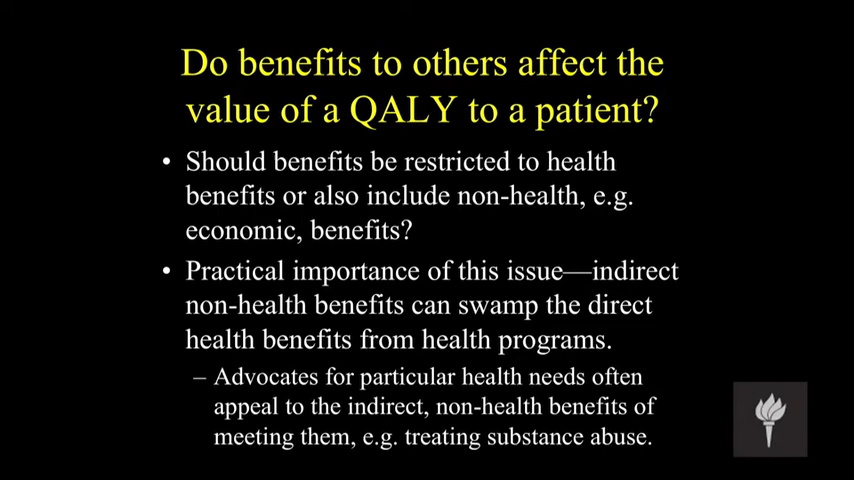 Do benefits to others affect the
value of a QALY to a patient?
• Should benefits be restricted to health
benefits or also include non-health, e.g.
economic, benefits?
• Practical importance of this issue—indirect
non-health benefits can swamp the direct
health benefits from health programs.
– Advocates for particular health needs often
appeal to the indirect, non-health benefits of
meeting them, e.g. treating substance abuse.